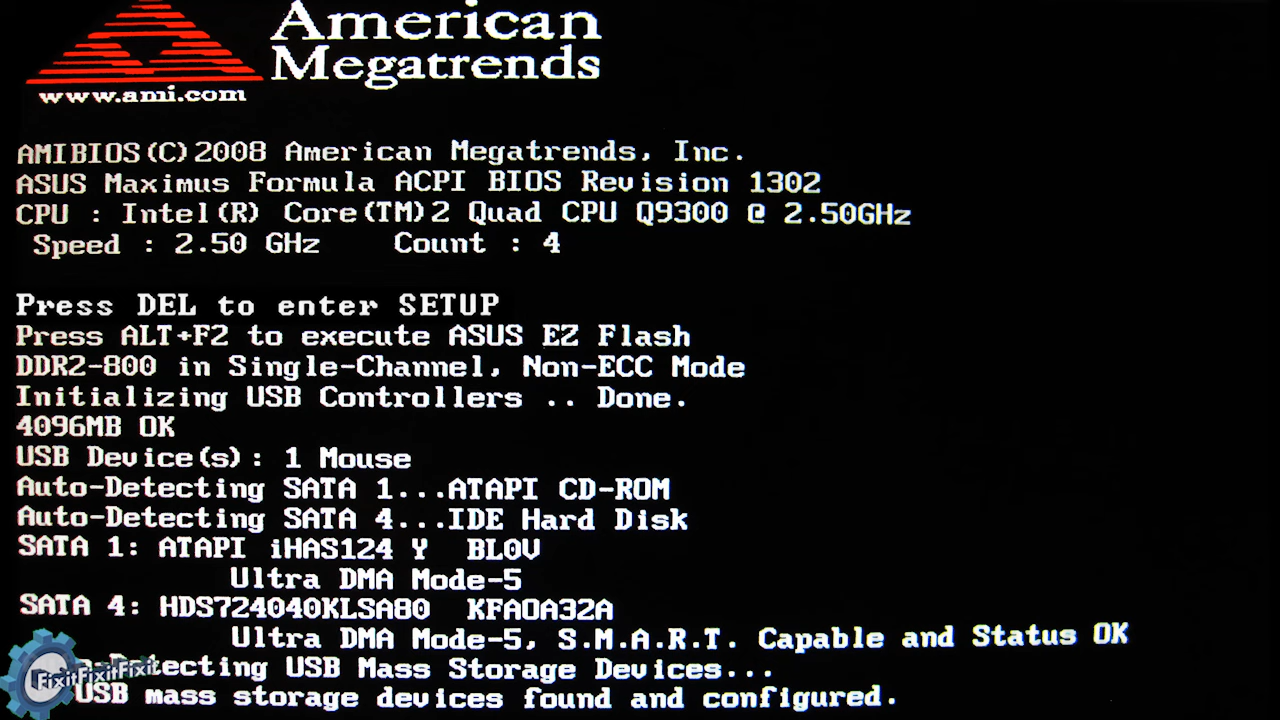 American
Megatrends
www.ami.com
AMIBIOS(C)2008 American Megatrends, Inc.
ASUS Maximus Formula ACPI BIOS Revision 1302
CPU : Intel(R) Core(TM)2 Quad CPU Q9300 @ 2.50GHz
Speed : 2.50 GHz Count : 4
Press DEL to enter SETUP
Press ALT+F2 to execute ASUS EZ Flash
DDR2-800 in Single-Channel, Non-ECC Mode
Initializing USB Controllers .. Done.
4096MB OK
USB Device(s): 1 Mouse
Auto-Detecting SATA 1...ATAPI CD-ROM
Auto-Detecting SATA 4...IDE Hard Disk
SATA 1: ATAPI iHAS124 Y BL0V
Ultra DMA Mode-5
SATA 4: HDS724040KLSA80 KFAOA32A
Ultra DMA Mode-5, S.M.A.R.T. Capable and Status OK
Detecting USB Mass Storage Devices...
USB mass storage devices found and configured.
FixitFixitFixit